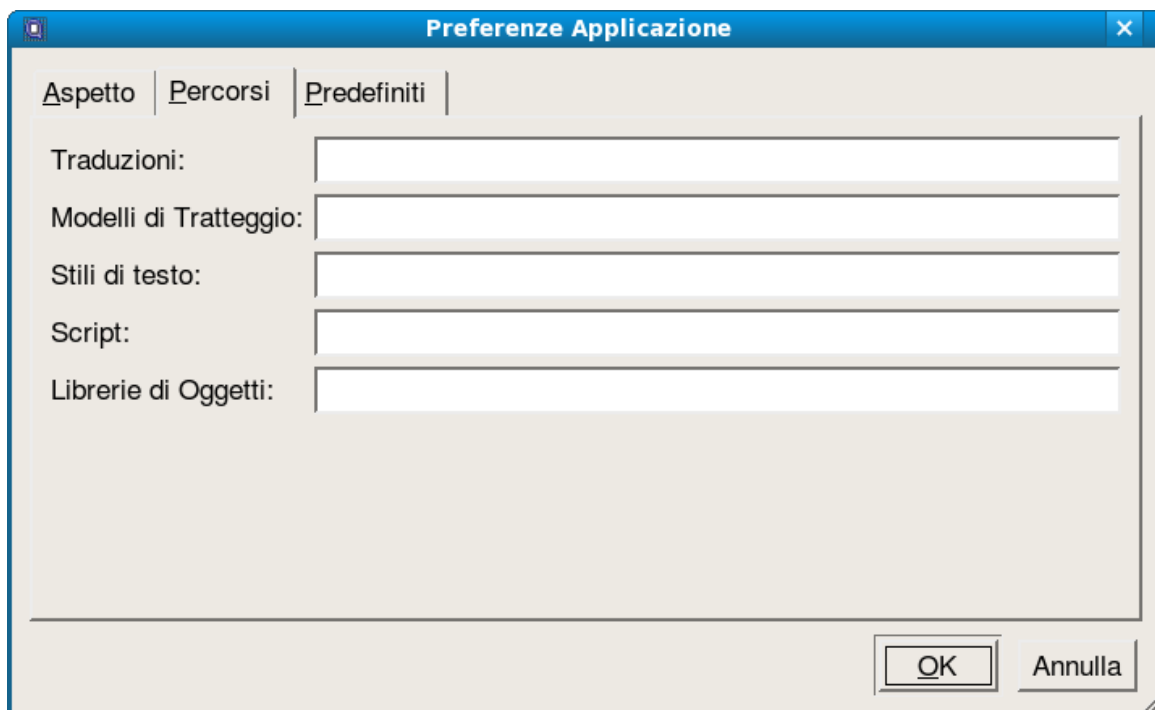 Preferenze Applicazione
Aspetto Percorsi Predefiniti
Traduzioni:
Modelli di Tratteggio:
Stili di testo:
Script:
Librerie di Oggetti:
OK Annulla